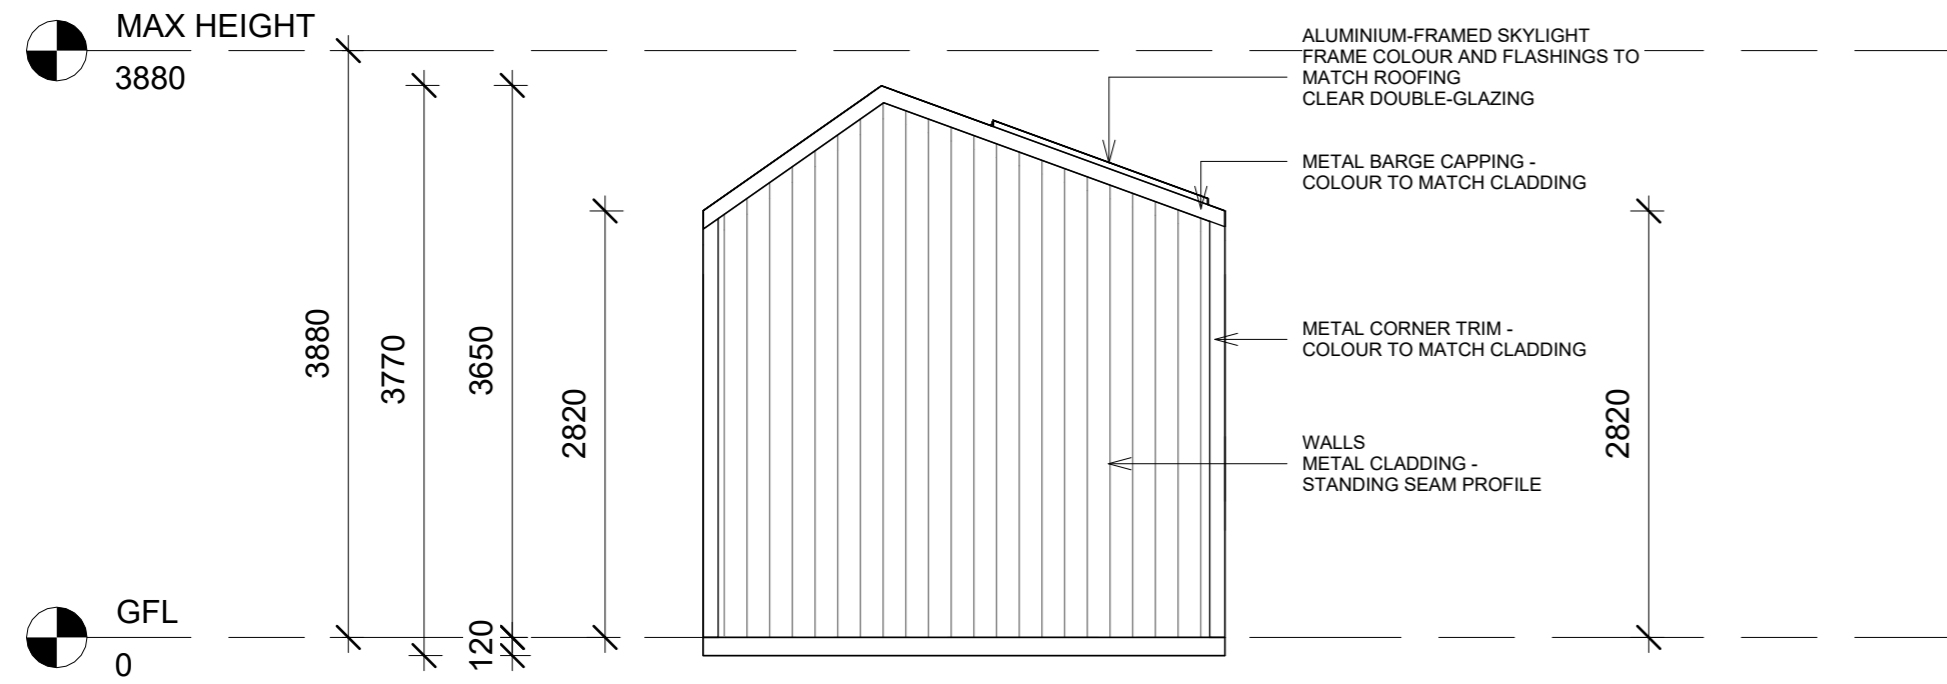 MAX HEIGHT
3880
ALUMINIUM-FRAMED SKYLIGHT
FRAME COLOUR AND FLASHINGS TO
MATCH ROOFING
CLEAR DOUBLE-GLAZING
METAL BARGE CAPPING -
COLOUR TO MATCH CLADDING
METAL CORNER TRIM -
COLOUR TO MATCH CLADDING
WALLS
METAL CLADDING -
STANDING SEAM PROFILE
3880
3770
3650
2820
2820
120
GFL
0